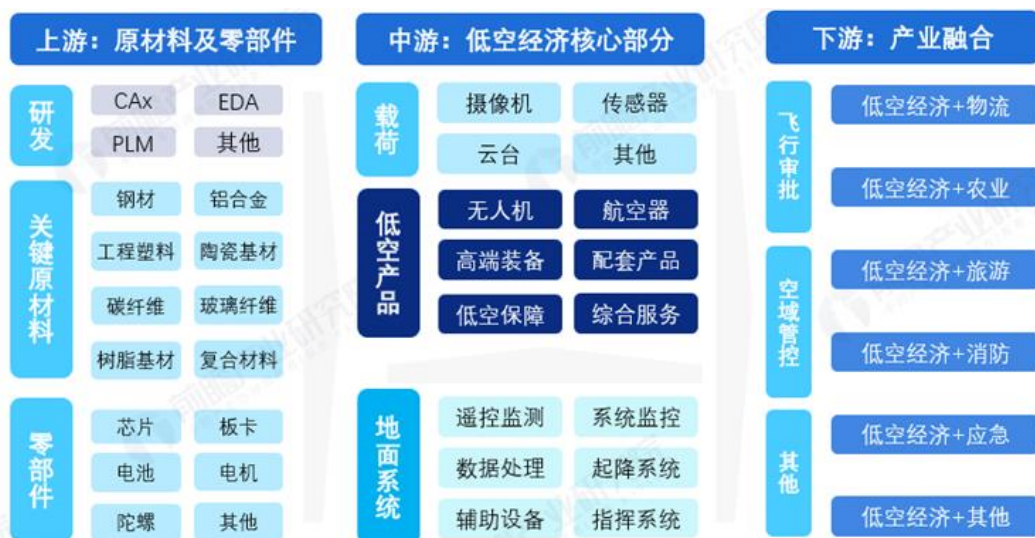 上游：原材料及零部件
研发
CAx
EDA
PLM
其他
关键原材料
钢材
铝合金
工程塑料
陶瓷基材
碳纤维
玻璃纤维
树脂基材
复合材料
零部件
芯片
板卡
电池
电机
陀螺
其他
中游：低空经济核心部分
载荷
摄像机
传感器
云台
其他
低空产品
无人机
航空器
高端装备
配套产品
低空保障
综合服务
地面系统
遥控监测
系统监控
数据处理
起降系统
辅助设备
指挥系统
下游：产业融合
飞行审批
空域管控
其他
低空经济+物流
低空经济+农业
低空经济+旅游
低空经济+消防
低空经济+应急
低空经济+其他